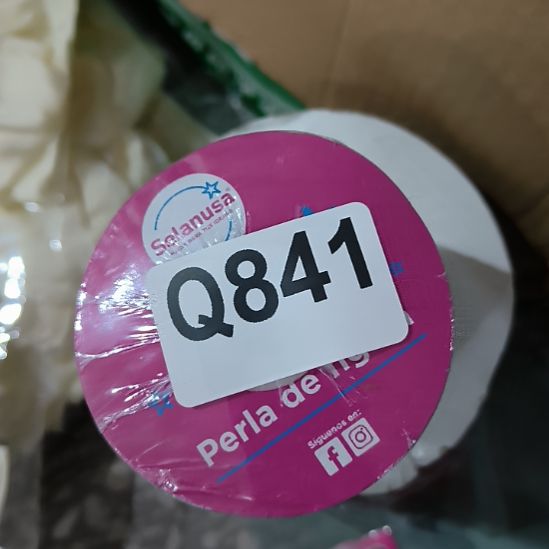 Solanusa
Q841
Perla de
Síguenos en: